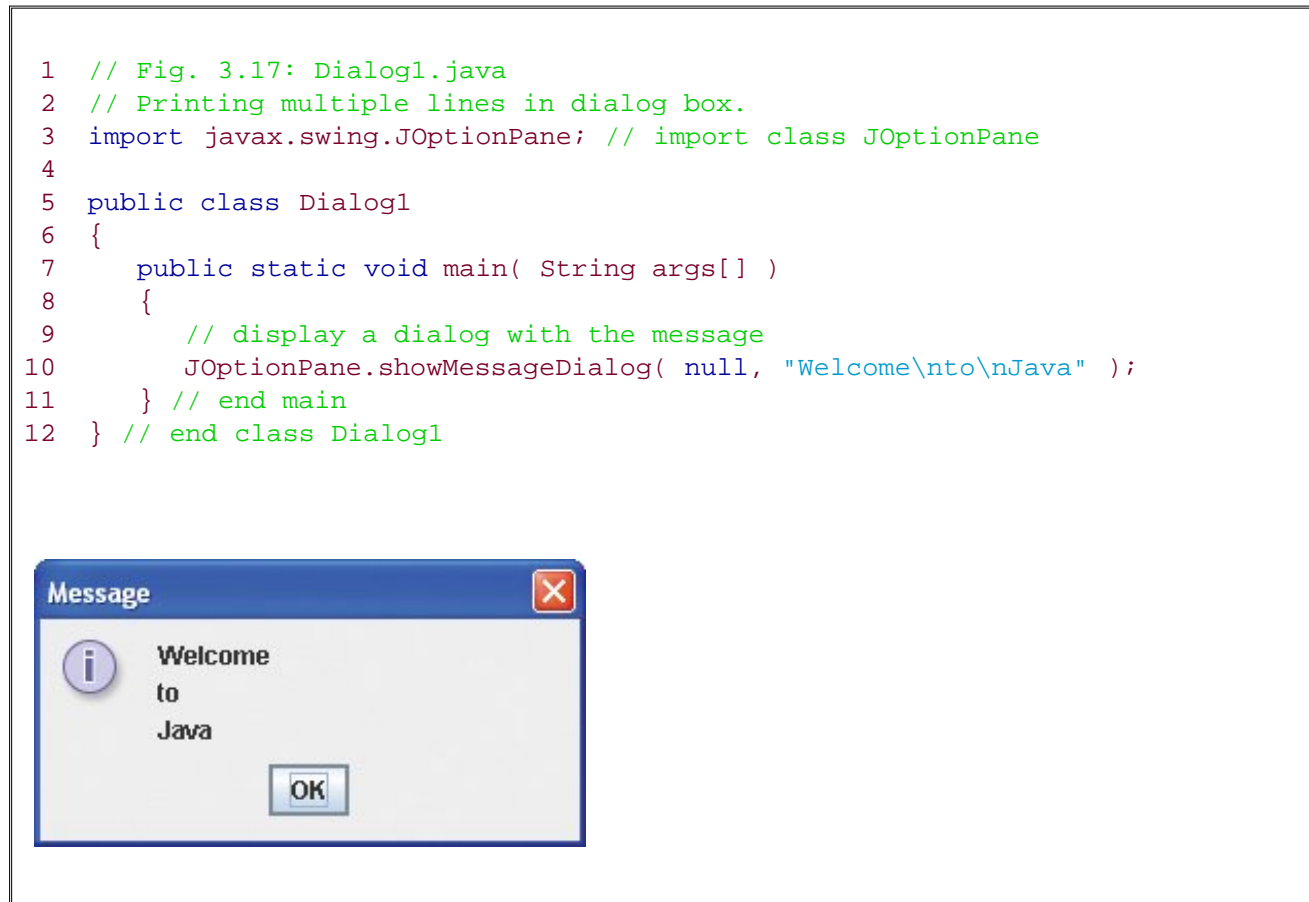 1 // Fig. 3.17: Dialog1.java
2 // Printing multiple lines in dialog box.
3 import javax.swing.JOptionPane; // import class JOptionPane
4
5 public class Dialog1
6 {
7    public static void main( String args[] )
8    {
9       // display a dialog with the message
10       JOptionPane.showMessageDialog( null, "Welcome\nto\nJava" );
11    } // end main
12 } // end class Dialog1
Message
i Welcome
to
Java
OK